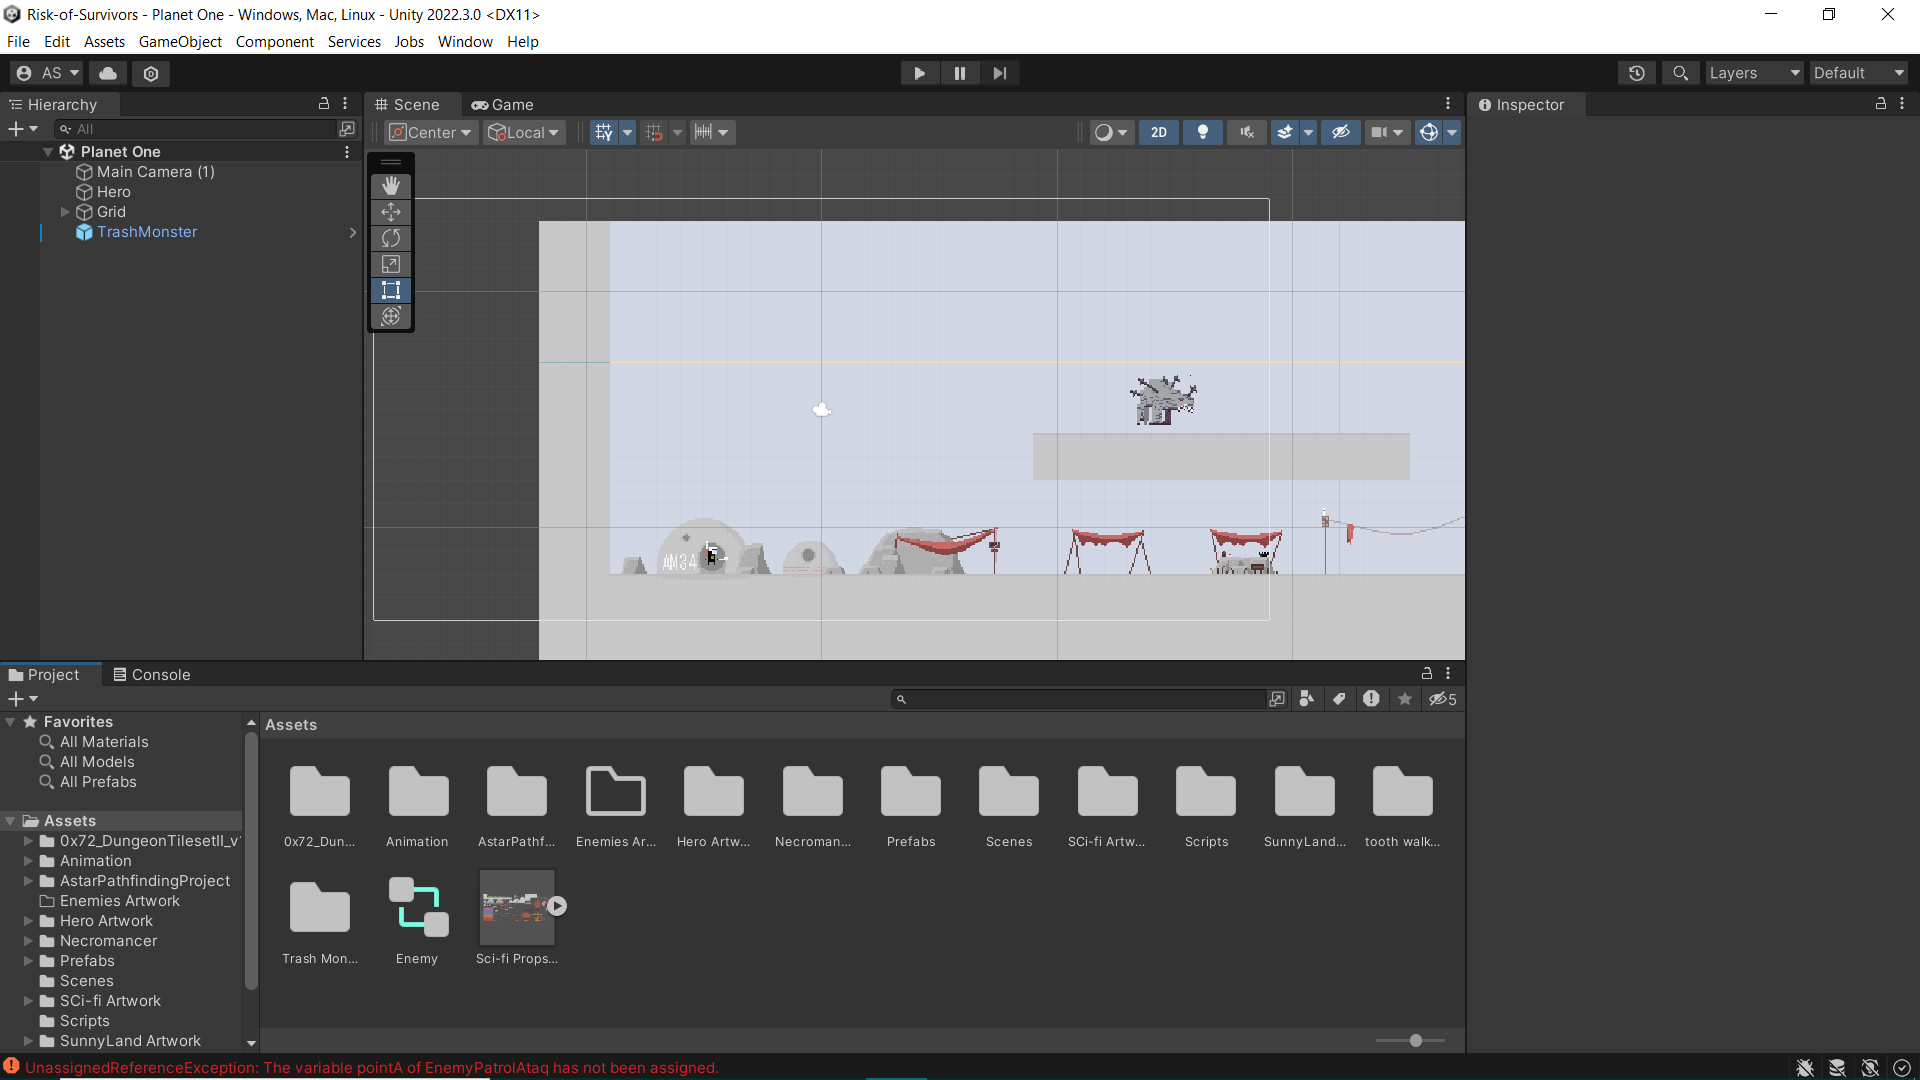 Risk-of-Survivors - Planet One - Windows, Mac, Linux - Unity 2022.3.0 <DX11>
File Edit Assets GameObject Component Services Jobs Window Help
AS
Layers
Default
Hierarchy
All
Planet One
Main Camera (1)
Hero
Grid
TrashMonster
Scene
Game
Center
Local
2D
AM34
Inspector
Project
Console
5
Favorites
All Materials
All Models
All Prefabs
Assets
0x72_DungeonTilesetII_v
Animation
AstarPathfindingProject
Enemies Artwork
Hero Artwork
Necromancer
Prefabs
Scenes
SCi-fi Artwork
Scripts
SunnyLand Artwork
Assets
0x72_Dun...
Animation
AstarPathf...
Enemies Ar...
Hero Artw...
Necroman...
Prefabs
Scenes
SCi-fi Artw...
Scripts
SunnyLand...
tooth walk...
Trash Mon...
Enemy
Sci-fi Props...
UnassignedReferenceException: The variable pointA of EnemyPatrolAtaq has not been assigned.